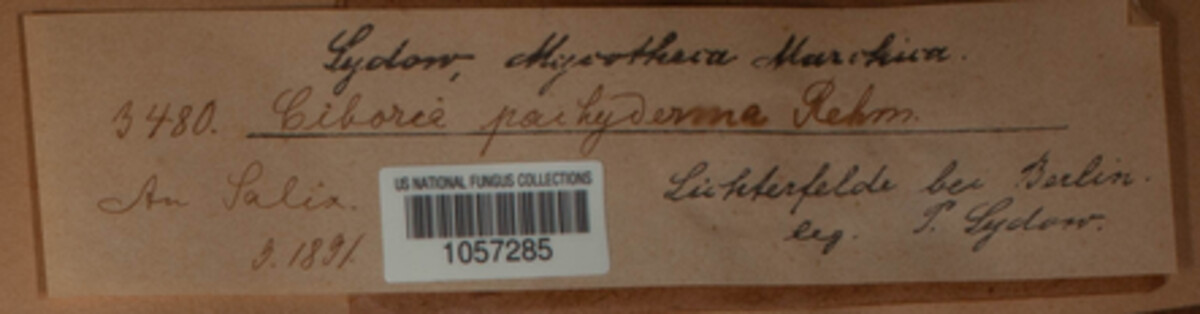 Sydow, Mycotheca Marchica.
3480. Ciboria pachyderma Rehm.
An Salix.
3.1891.
US NATIONAL FUNGUS COLLECTIONS
1057285
Lichterfelde bei Berlin.
leg. P. Sydow.